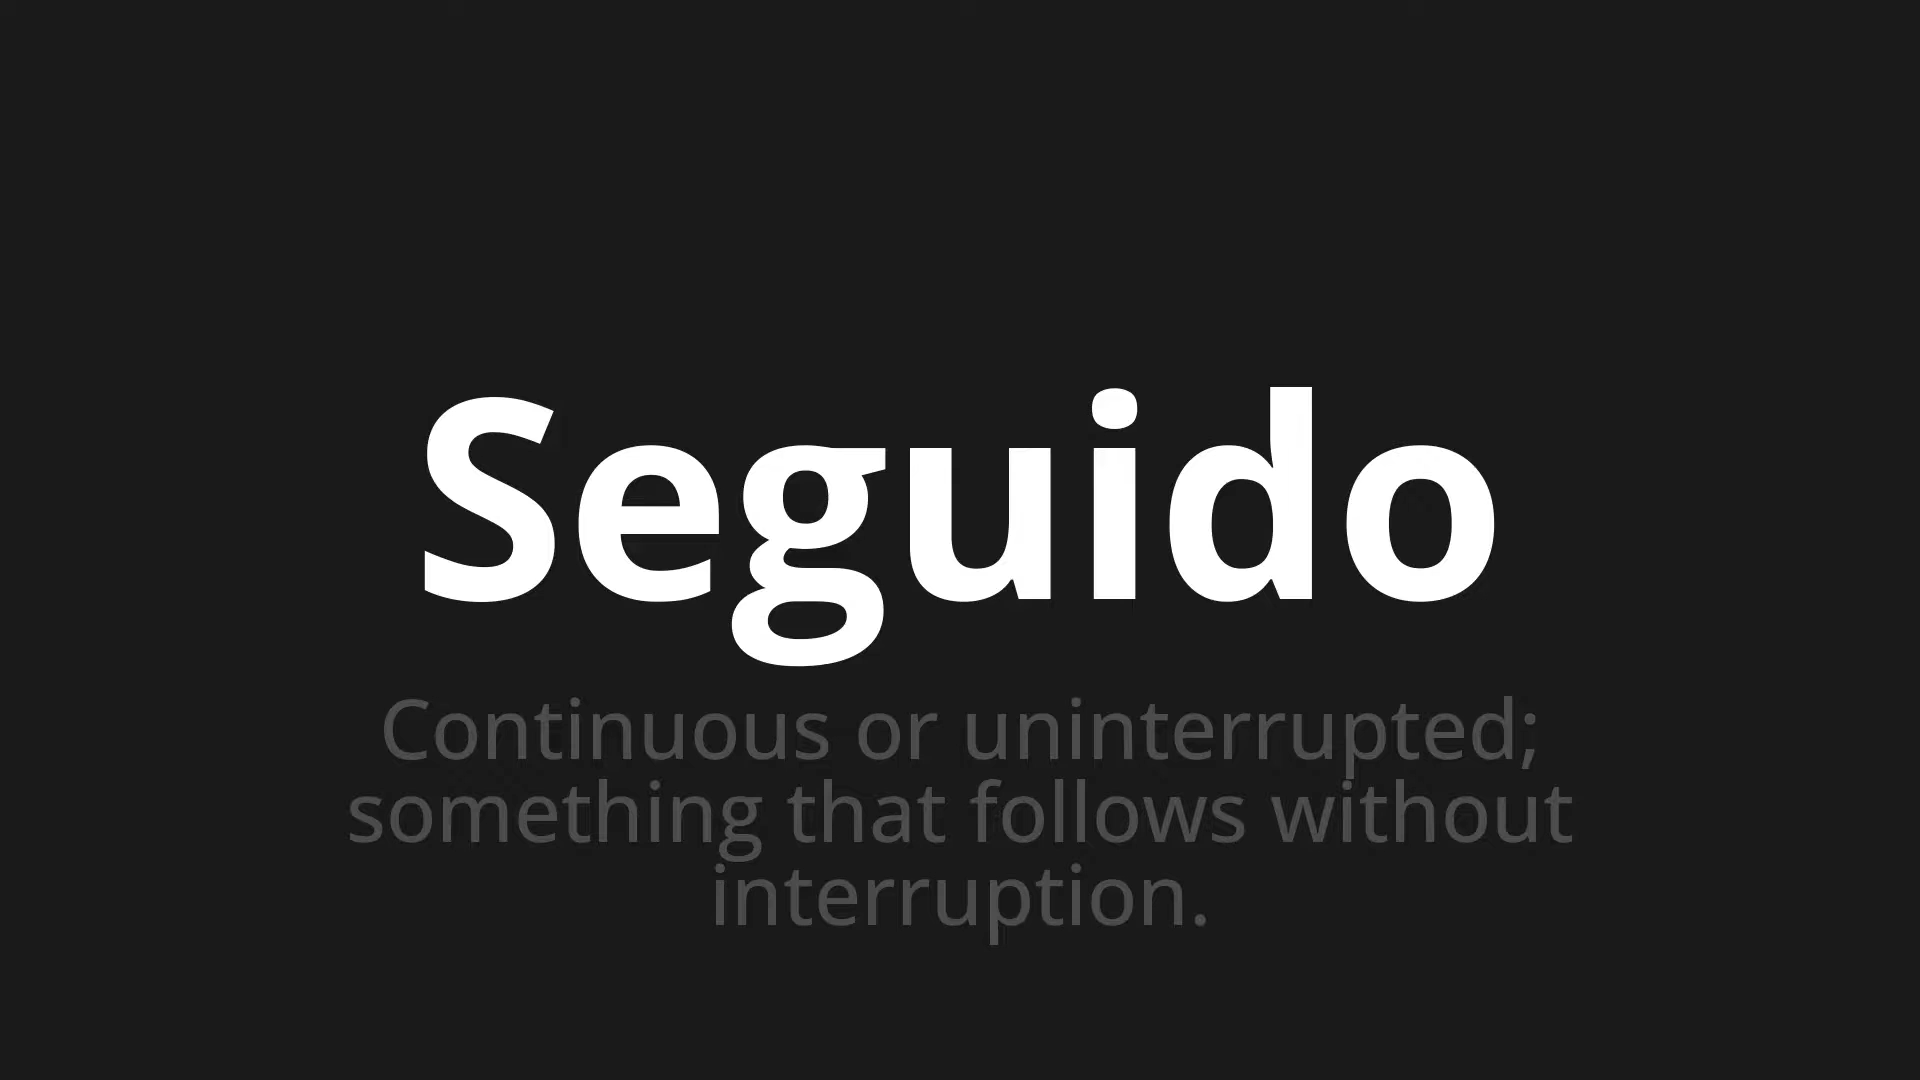 Seguido
Continuous or uninterrupted;
something that follows without
interruption.